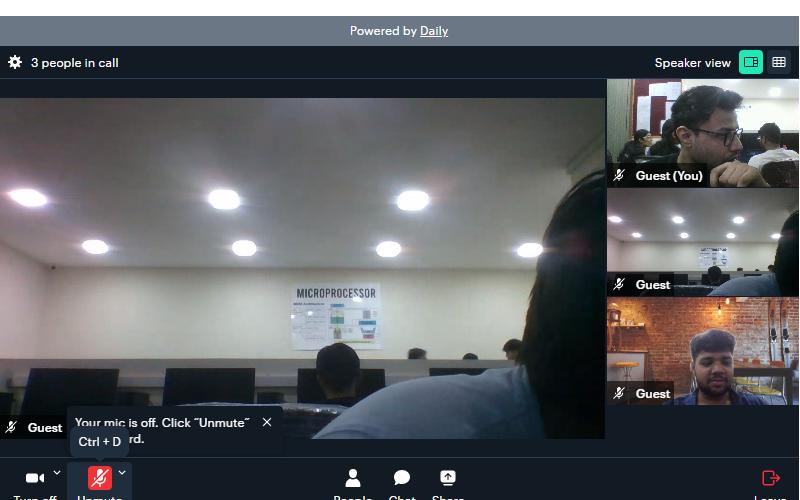 Powered by Daily
3 people in call
Speaker view
Guest (You)
Guest
Guest
MICROPROCESSOR
Guest
Your mic is off. Click "Unmute"
Ctrl + D
rd.
Turn off
Unmute
People
Chat
Share
Leave